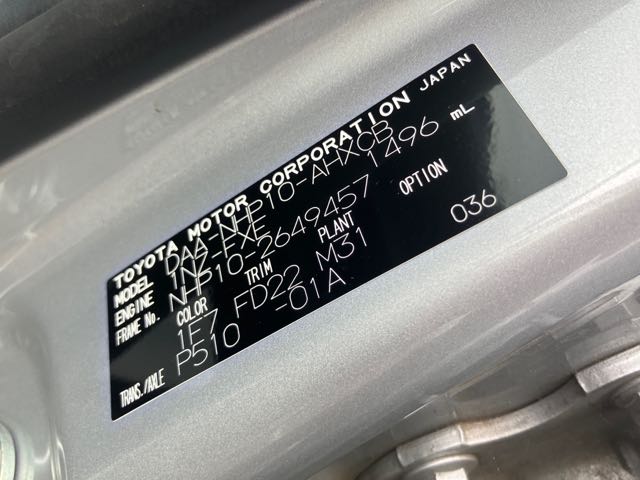 TOYOTA MOTOR CORPORATION JAPAN
MODEL DAA-NHP10-AHXCB
ENGINE 1NZ-FXE 1496 mL
FRAME No. NHP10-2649457
COLOR TRIM PLANT OPTION
1F7 FD22 M31 036
TRANS./AXLE P510 -01A